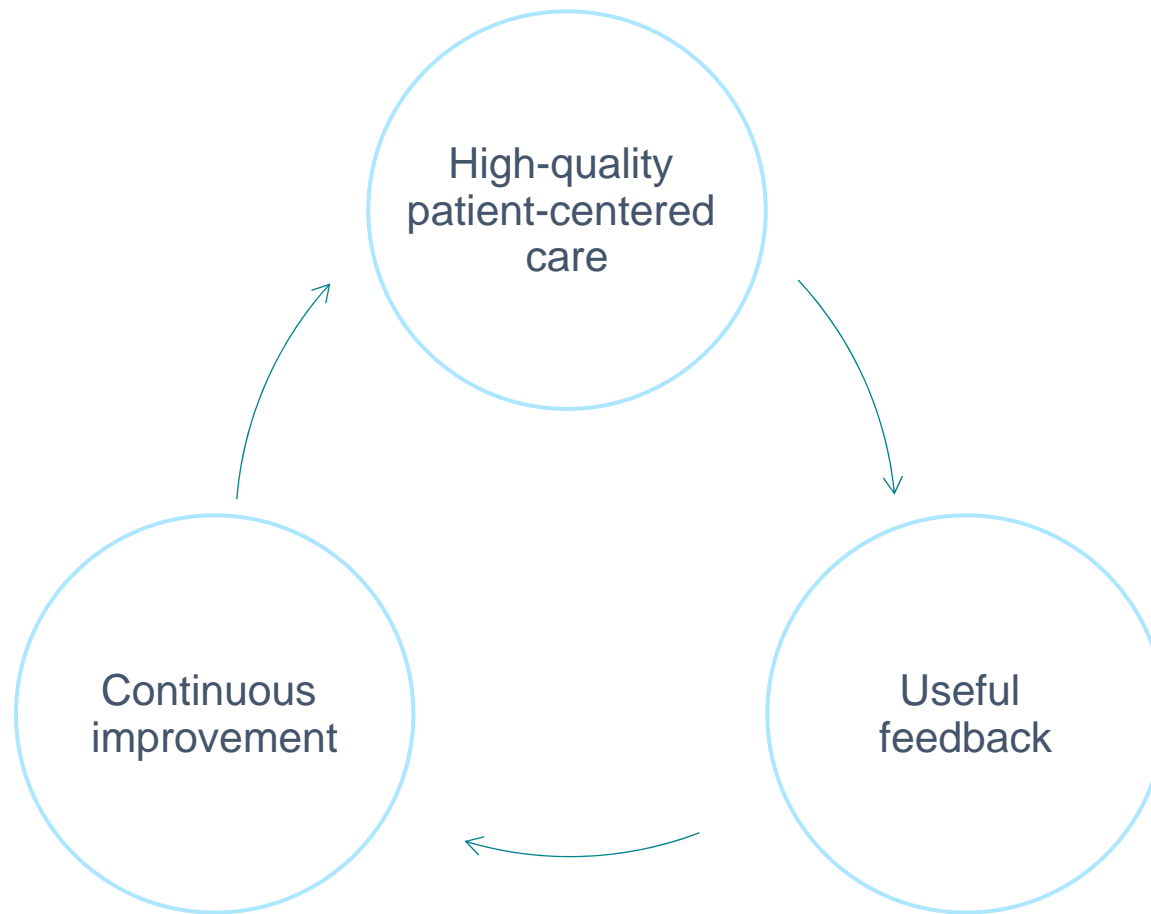 High-quality
patient-centered
care
Continuous
improvement
Useful
feedback